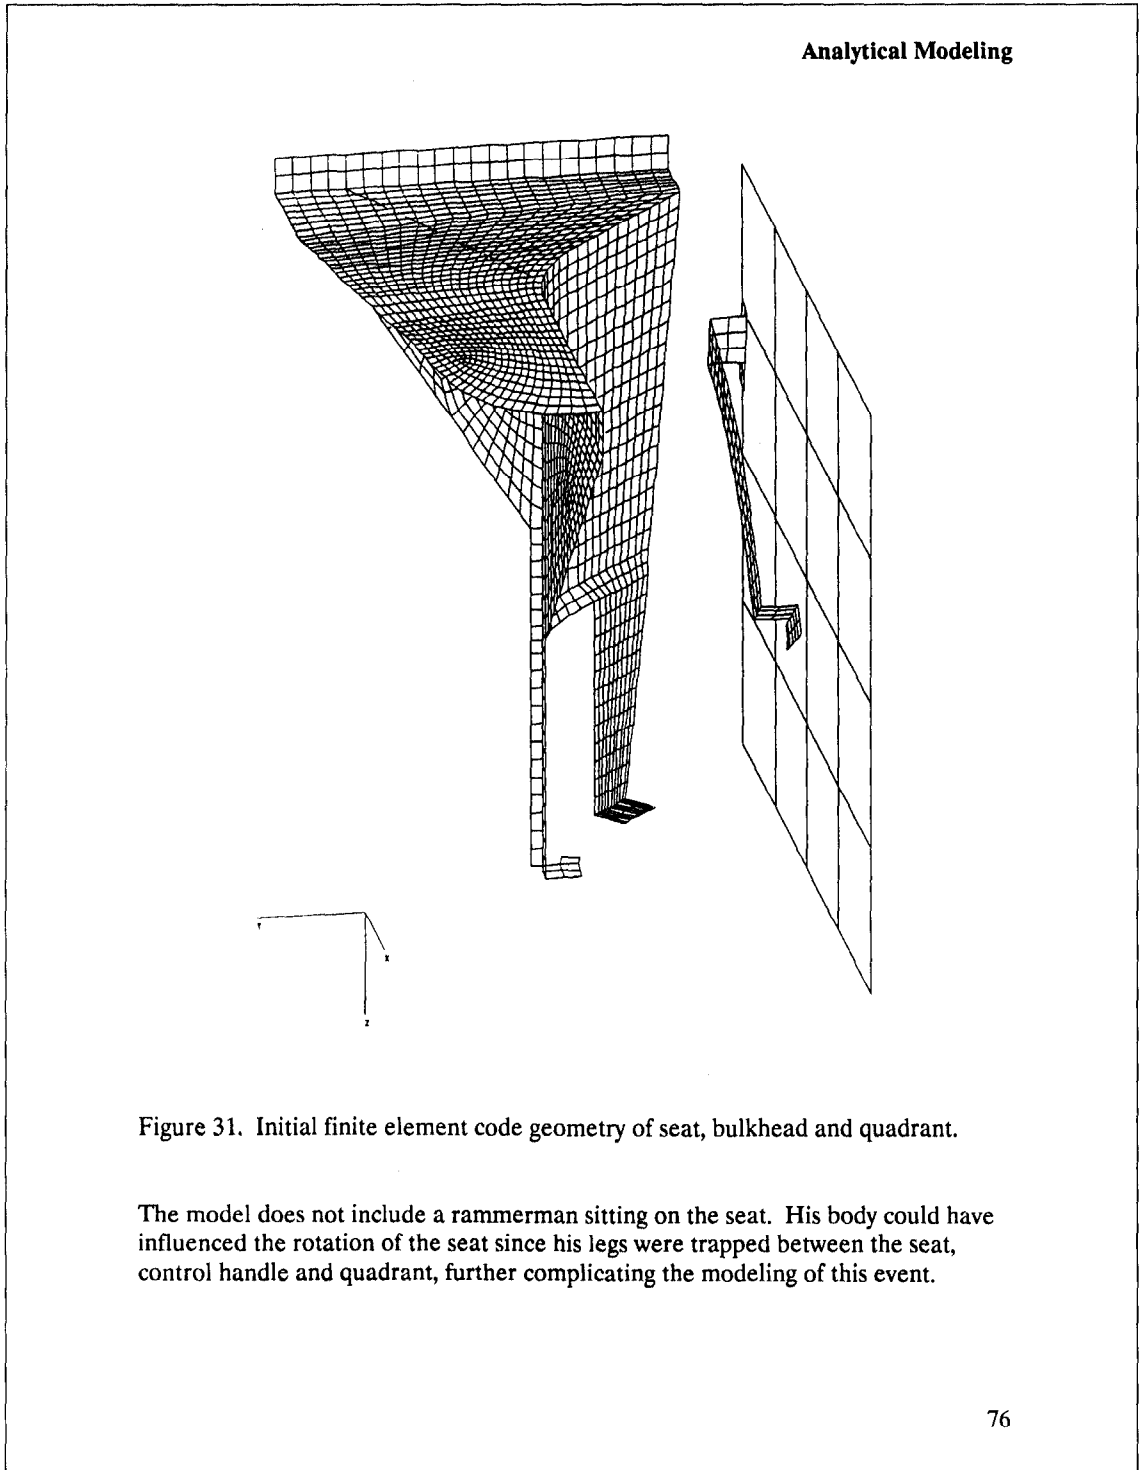 Analytical Modeling
Y
X
Z
Figure 31. Initial finite element code geometry of seat, bulkhead and quadrant.
The model does not include a rammerman sitting on the seat. His body could have
influenced the rotation of the seat since his legs were trapped between the seat,
control handle and quadrant, further complicating the modeling of this event.
76